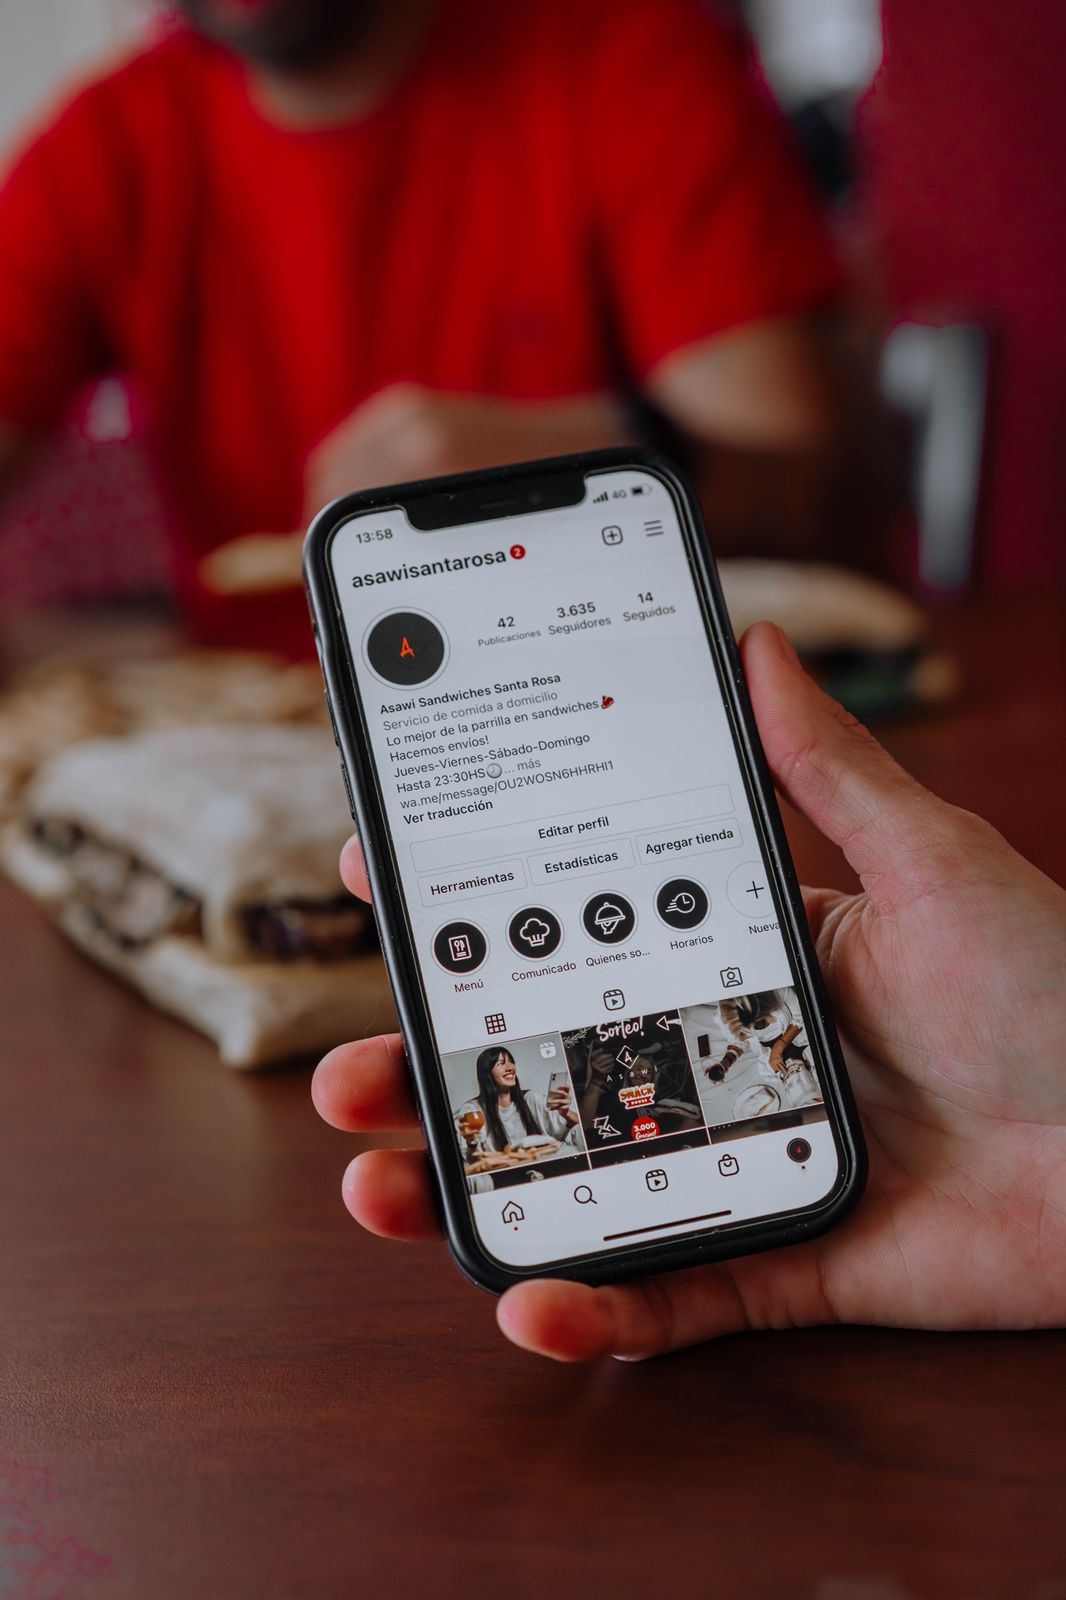 13:58
4G
asawisantarosa 2
42
Publicaciones
3.635
Seguidores
14
Seguidos
A
Asawi Sandwiches Santa Rosa
Servicio de comida a domicilio
Lo mejor de la parrilla en sandwiches🥩
Hacemos envíos!
Jueves-Viernes-Sábado-Domingo
Hasta 23:30HS🕗... más
wa.me/message/OU2WOSN6HHRHI1
Ver traducción
Editar perfil
Herramientas
Estadísticas
Agregar tienda
Menú
Comunicado
Quienes so...
Horarios
Nueva
Sorteo!
A
ASAWI
SNACK
HOUSE
3.000
Gracias!
A